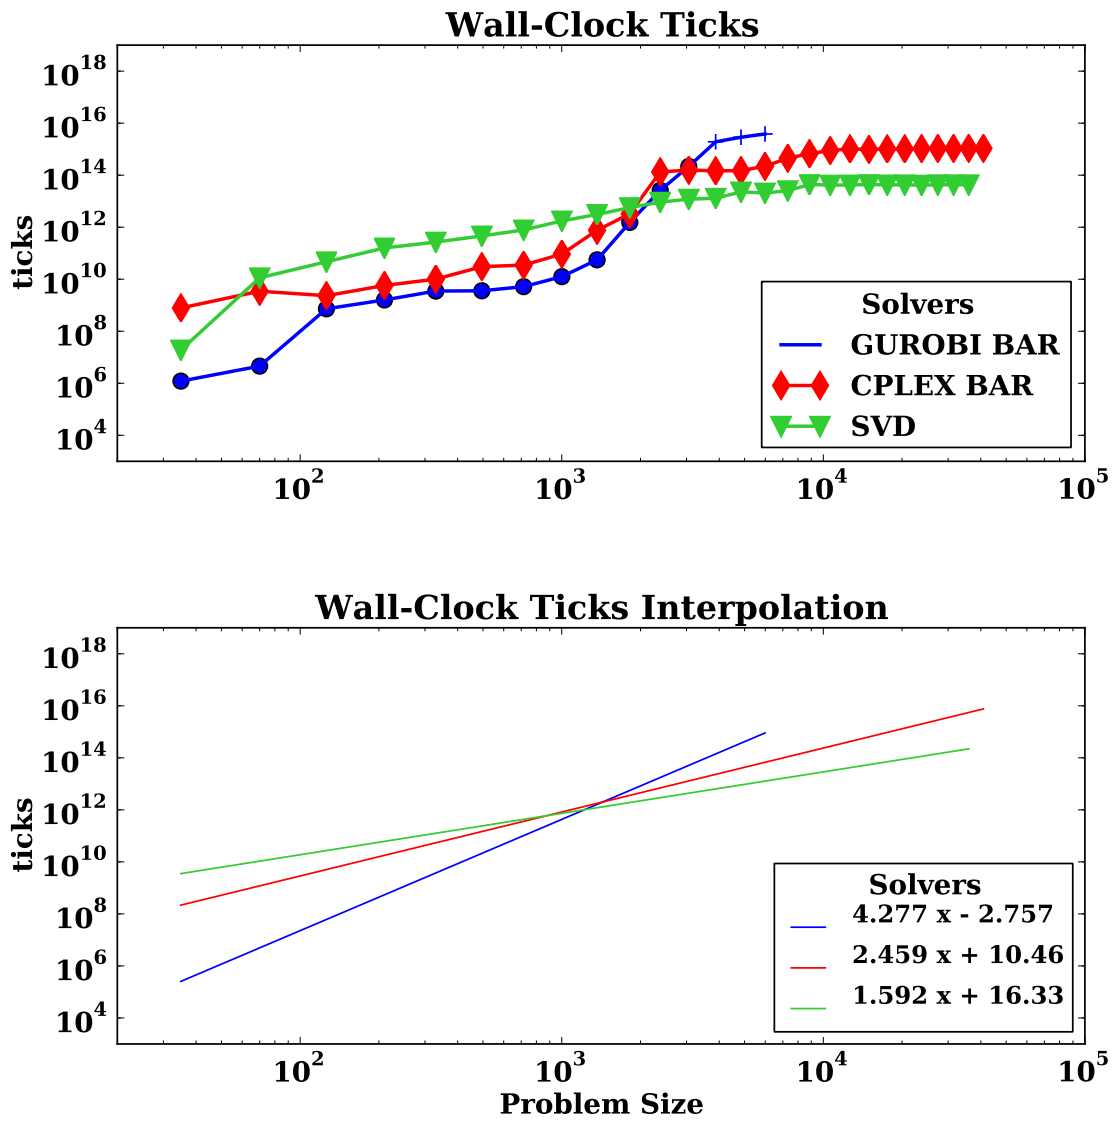 Wall-Clock Ticks
10^18
10^16
10^14
10^12
10^10
10^8
10^6
10^4
ticks
Solvers
GUROBI BAR
CPLEX BAR
SVD
10^2 10^3 10^4 10^5
Wall-Clock Ticks Interpolation
10^18
10^16
10^14
10^12
10^10
10^8
10^6
10^4
ticks
Solvers
4.277 x - 2.757
2.459 x + 10.46
1.592 x + 16.33
10^2 10^3 10^4 10^5
Problem Size